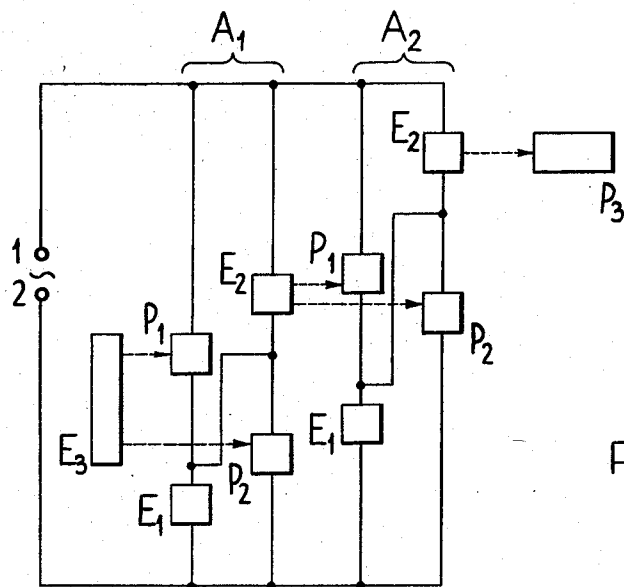 A₁ A₂
E₂
P₃
1
2
P₁
E₂
P₁
P₂
E₃
P₂
E₁
E₁
F